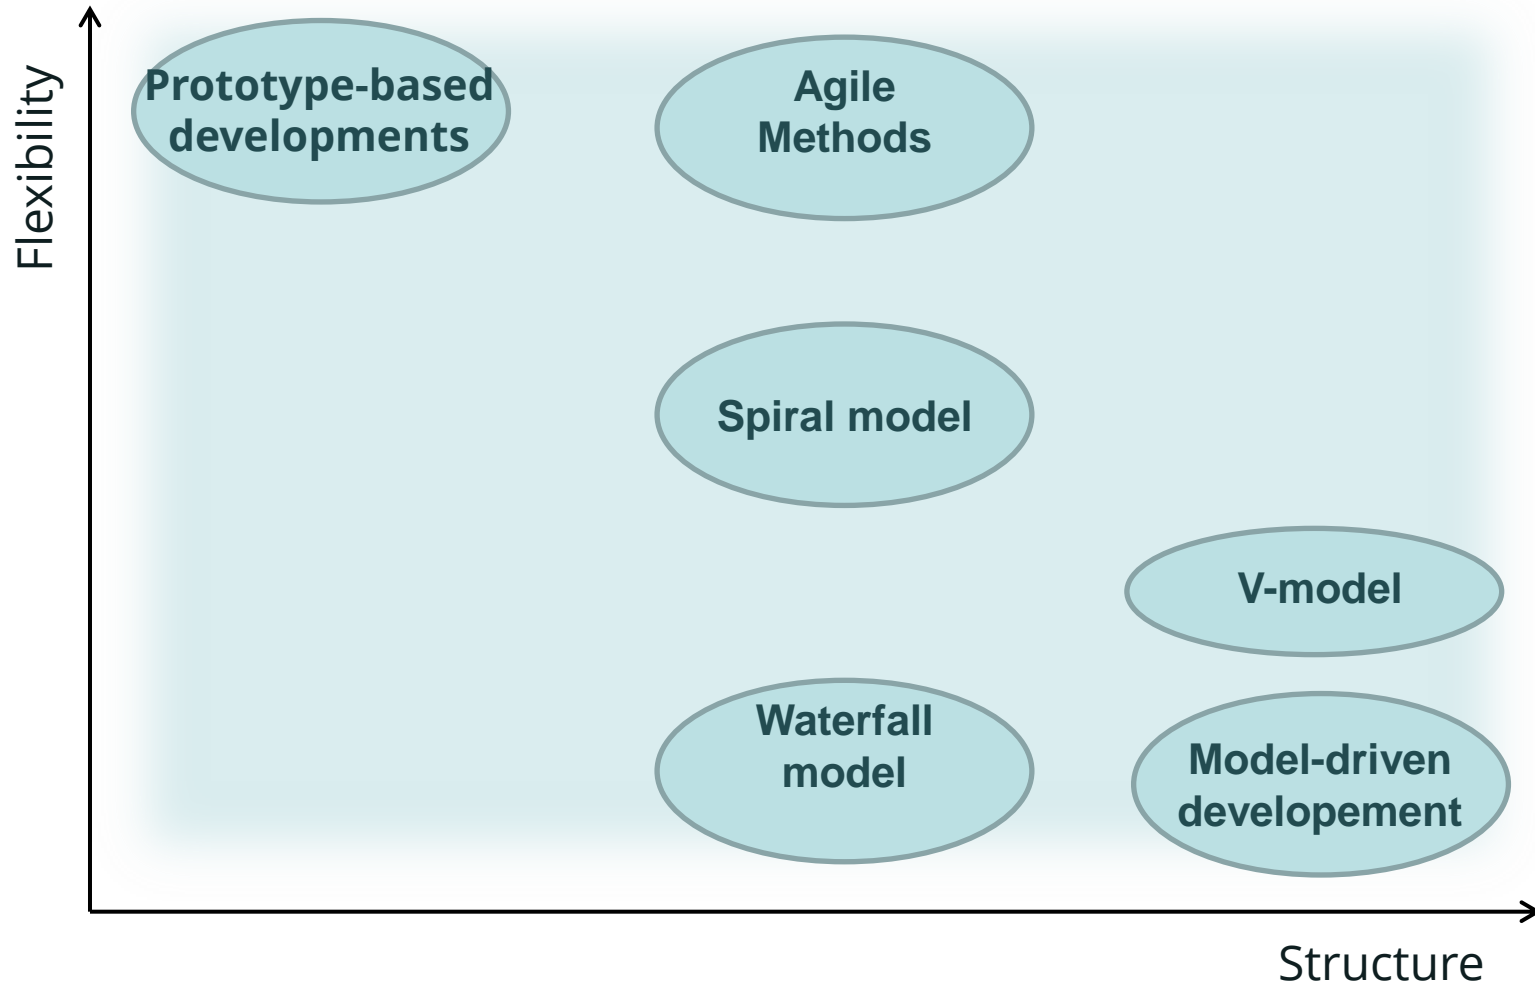 Flexibility
Prototype-based
developments
Agile
Methods
Spiral model
V-model
Waterfall
model
Model-driven
developement
Structure